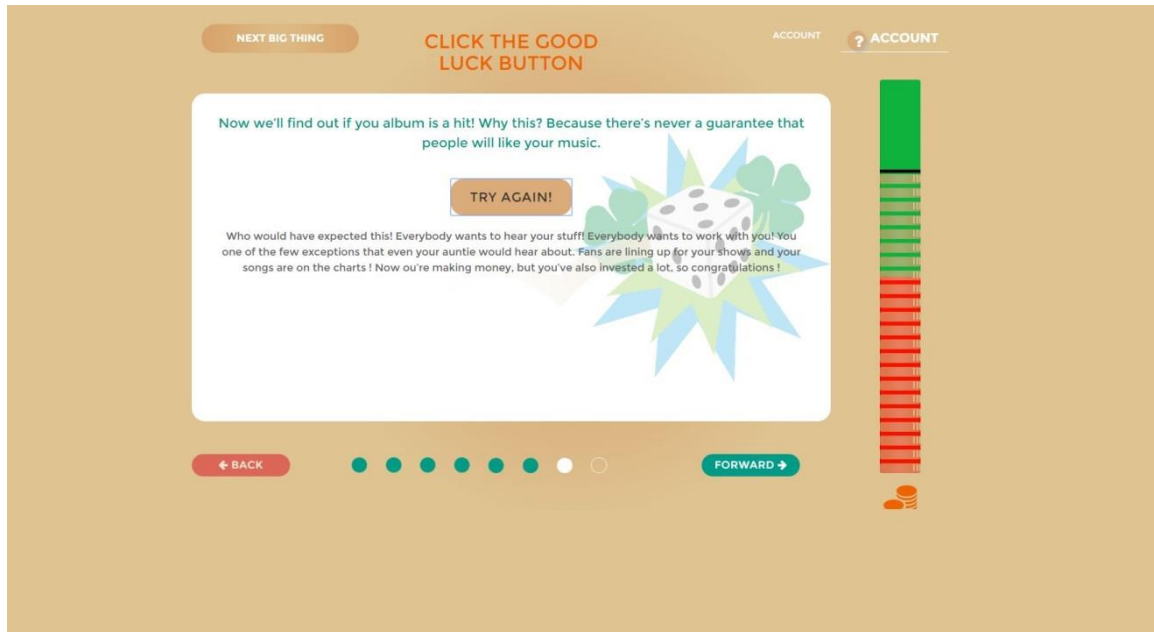 NEXT BIG THING
CLICK THE GOOD
LUCK BUTTON
ACCOUNT
? ACCOUNT
Now we'll find out if you album is a hit! Why this? Because there's never a guarantee that
people will like your music.
TRY AGAIN!
Who would have expected this! Everybody wants to hear your stuff! Everybody wants to work with you! You
one of the few exceptions that even your auntie would hear about. Fans are lining up for your shows and your
songs are on the charts ! Now ou're making money, but you've also invested a lot, so congratulations !
BACK
FORWARD